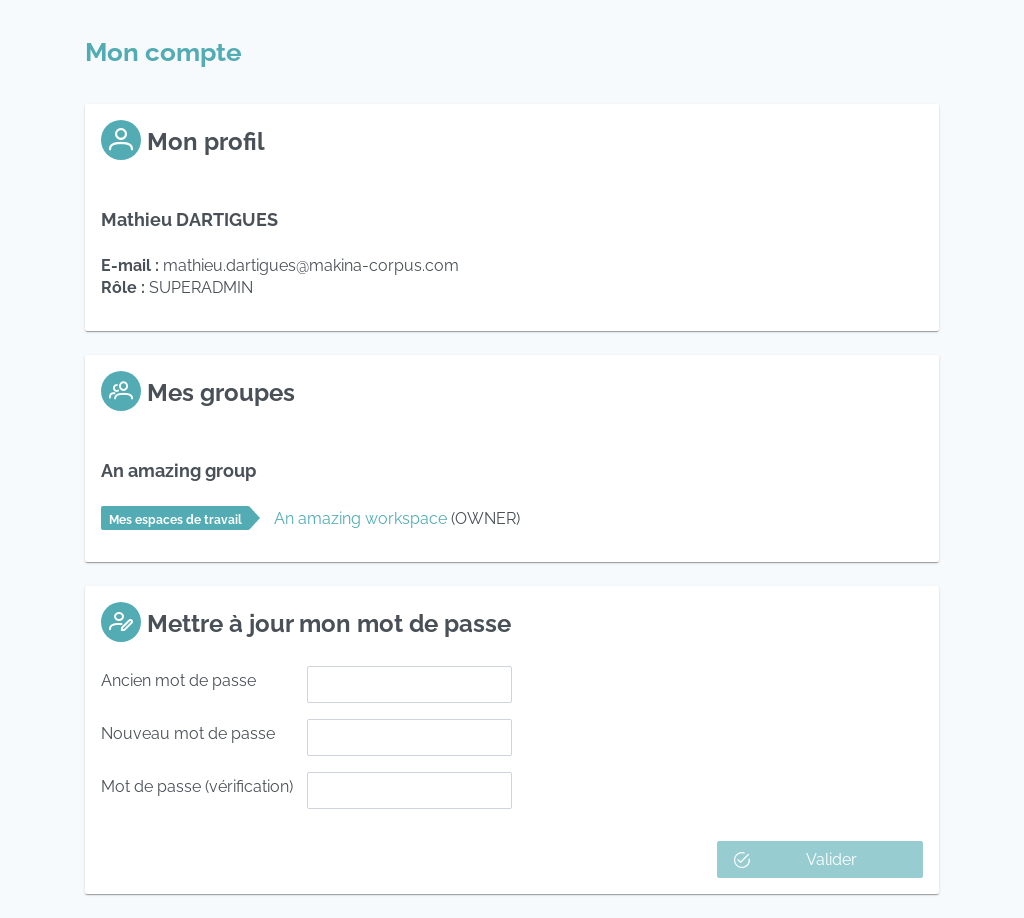 Mon compte
Mon profil
Mathieu DARTIGUES
E-mail : mathieu.dartigues@makina-corpus.com
Rôle : SUPERADMIN
Mes groupes
An amazing group
Mes espaces de travail An amazing workspace (OWNER)
Mettre à jour mon mot de passe
Ancien mot de passe
Nouveau mot de passe
Mot de passe (vérification)
Valider